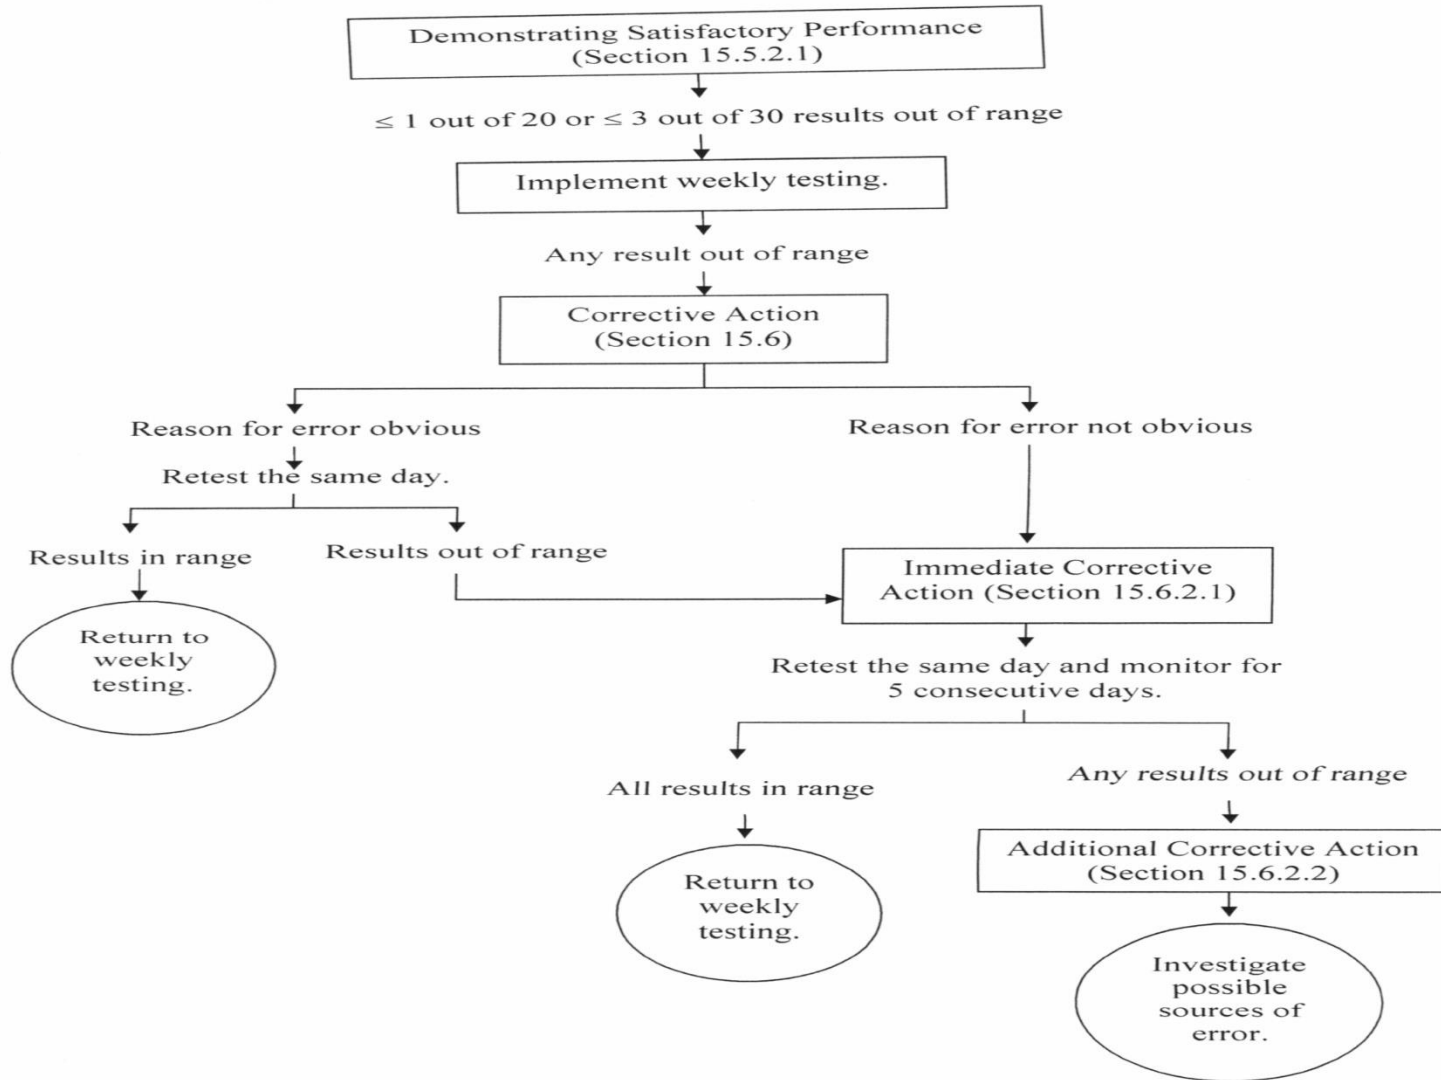 Demonstrating Satisfactory Performance
(Section 15.5.2.1)
≤ 1 out of 20 or ≤ 3 out of 30 results out of range
Implement weekly testing.
Any result out of range
Corrective Action
(Section 15.6)
Reason for error obvious
Reason for error not obvious
Retest the same day.
Results in range
Results out of range
Immediate Corrective
Action (Section 15.6.2.1)
Return to
weekly
testing.
Retest the same day and monitor for
5 consecutive days.
All results in range
Any results out of range
Additional Corrective Action
(Section 15.6.2.2)
Return to
weekly
testing.
Investigate
possible
sources of
error.